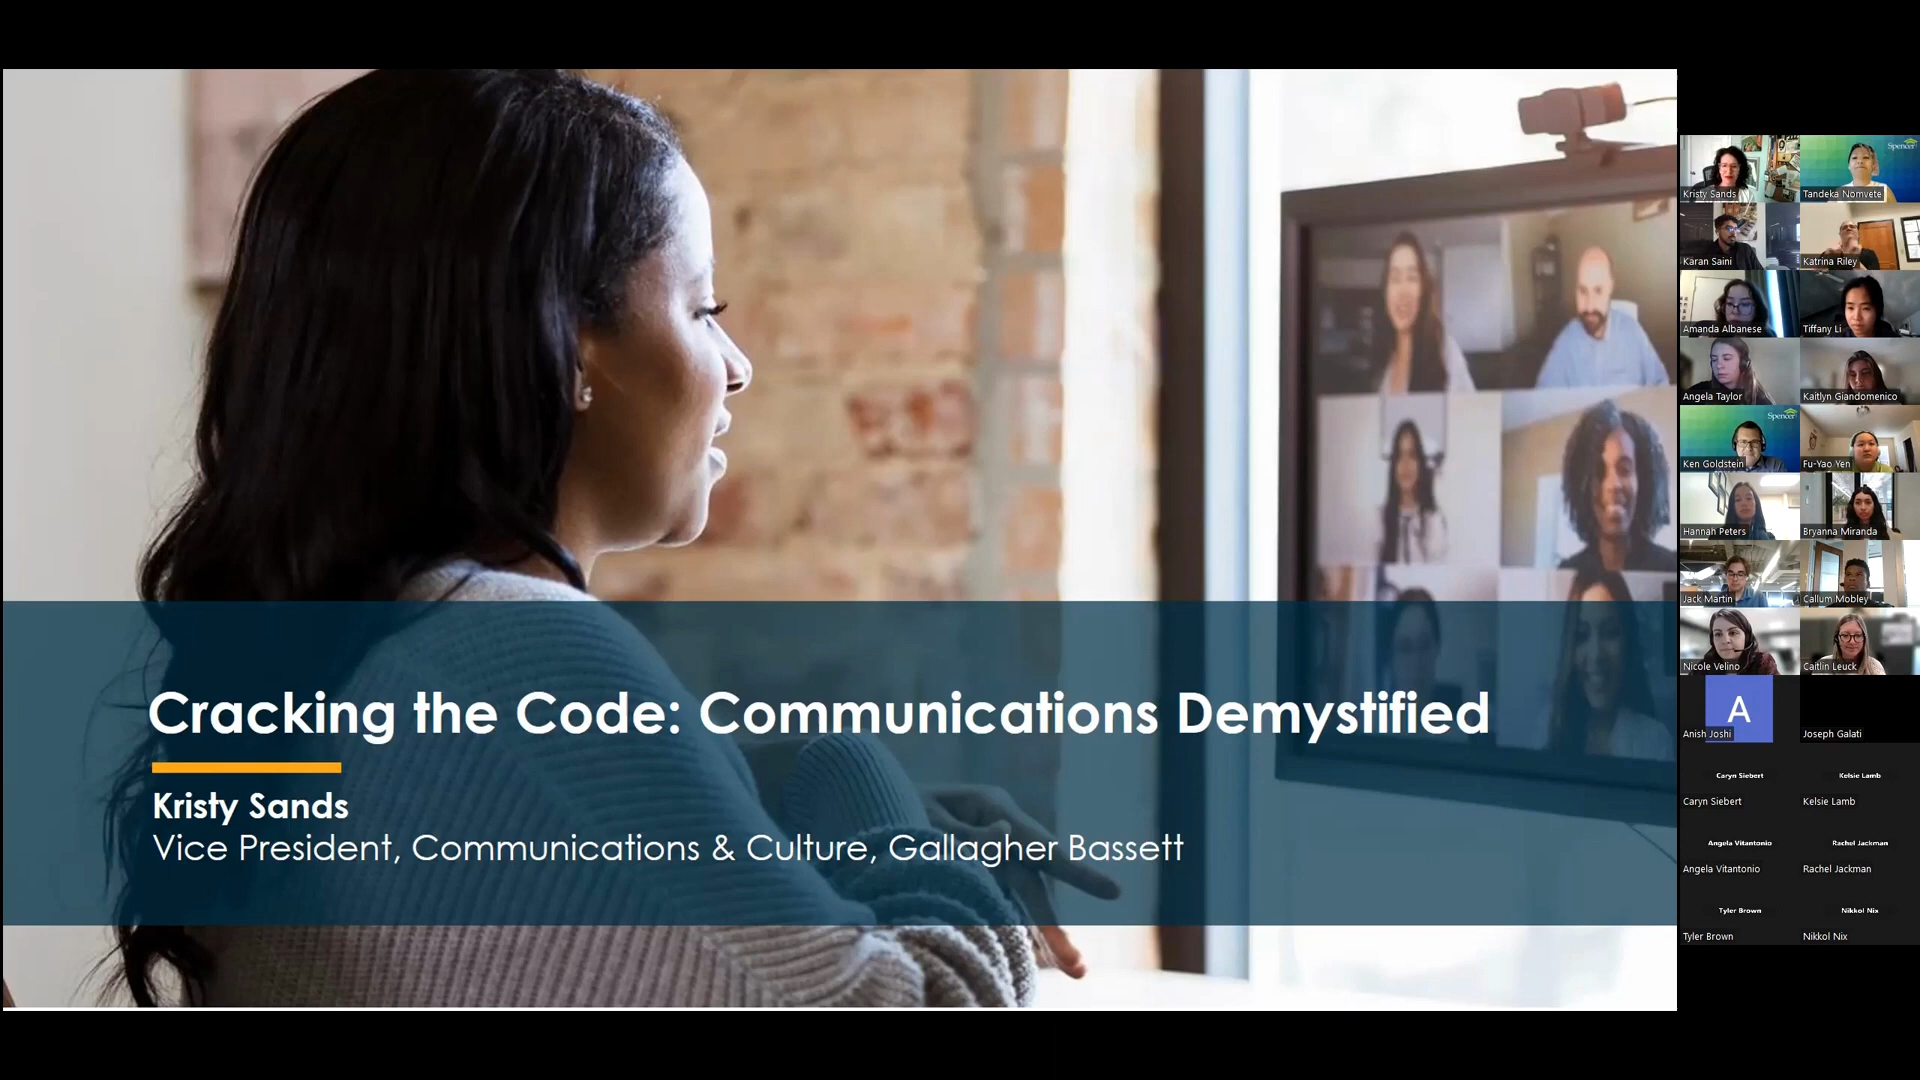 Cracking the Code: Communications Demystified
Kristy Sands
Vice President, Communications & Culture, Gallagher Bassett
Spencer
Kristy Sands
Tandeka Nomvete
Karan Saini
Katrina Riley
Amanda Albanese
Tiffany Li
Angela Taylor
Kaitlyn Giandomenico
Spencer
Ken Goldstein
Fu-Yao Yen
Hannah Peters
Bryanna Miranda
Jack Martin
Callum Mobley
Nicole Velino
Caitlin Leuck
A
Anish Joshi
Joseph Galati
Caryn Siebert
Kelsie Lamb
Caryn Siebert
Kelsie Lamb
Angela Vitantonio
Rachel Jackman
Angela Vitantonio
Rachel Jackman
Tyler Brown
Nikkol Nix
Tyler Brown
Nikkol Nix